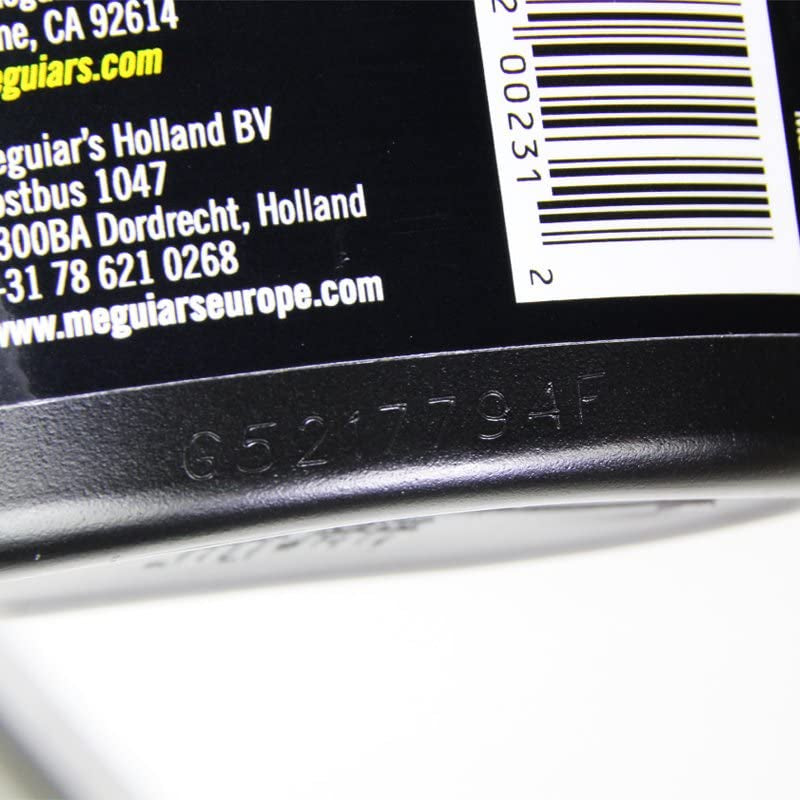 ne, CA 92614
eguiars.com
eguiar's Holland BV
ostbus 1047
300BA Dordrecht, Holland
-31 78 621 0268
www.meguiarseurope.com
2 00231 2
G521779AF